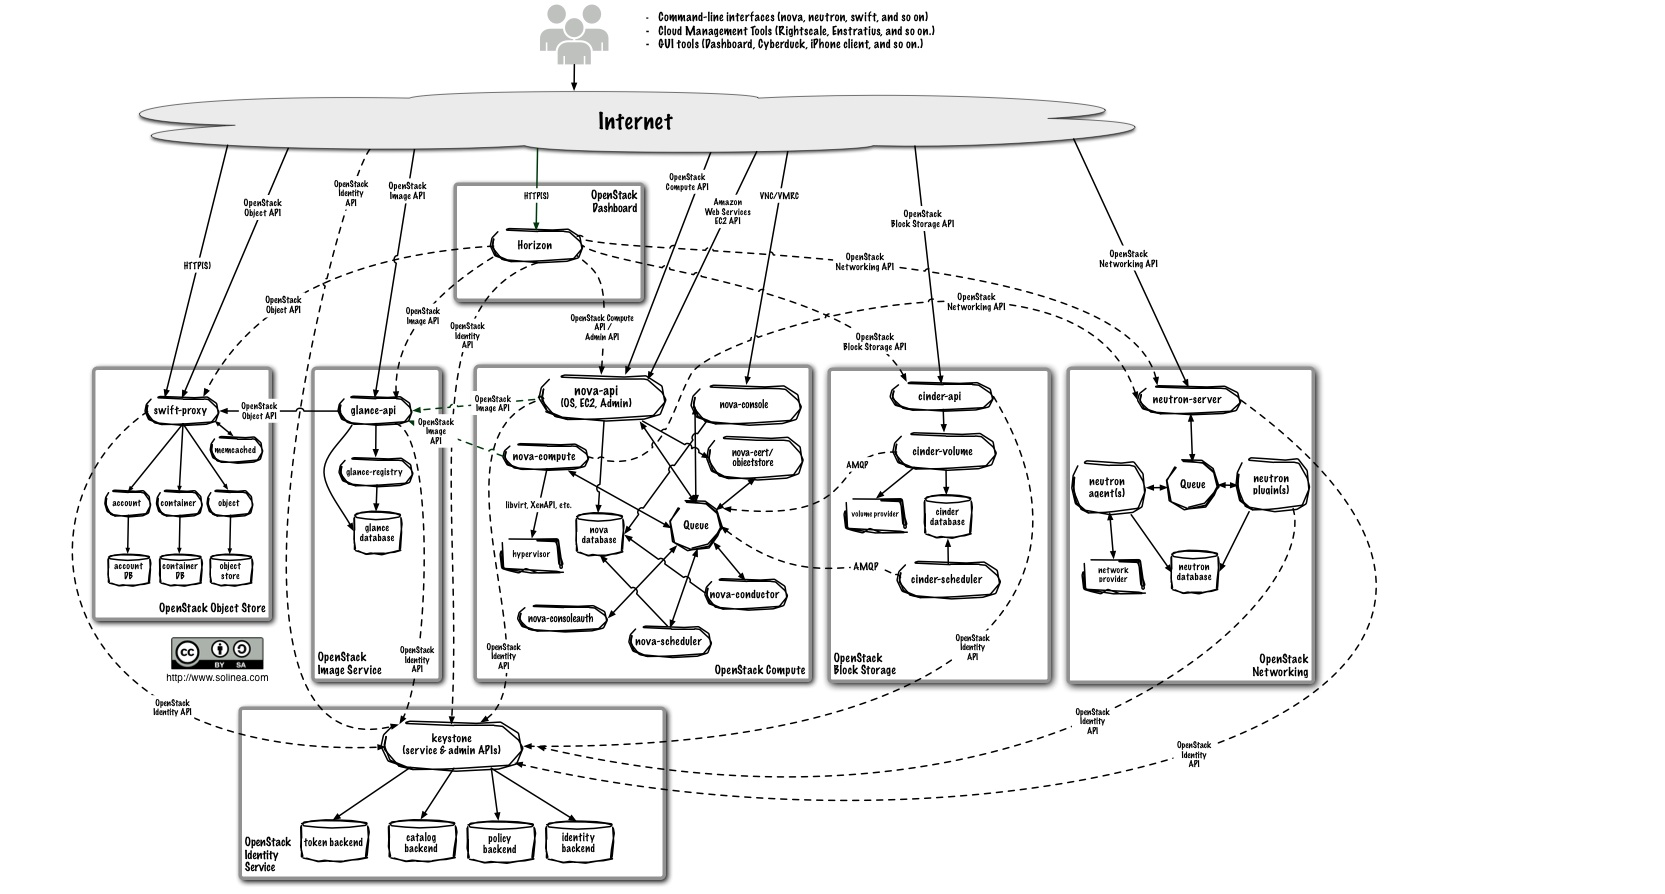 - Command-line interfaces (nova, neutron, swift, and so on)
- Cloud Management Tools (Rightscale, Enstratius, and so on.)
- GUI tools (Dashboard, Cyberduck, iPhone client, and so on.)
Internet
OpenStack
Identity
API
OpenStack
Image API
OpenStack
Object API
HTTP(S)
HTTP(S)
OpenStack
Dashboard
Horizon
OpenStack
Compute API
Amazon
Web Services
EC2 API
VNC/VMRC
OpenStack
Block Storage API
OpenStack
Networking API
OpenStack
Networking API
OpenStack
Networking API
OpenStack
Object API
OpenStack
Image API
OpenStack
Identity
API
OpenStack Compute
API /
Admin API
OpenStack
Block Storage API
swift-proxy
OpenStack
Object API
memcached
account
container
object
account
DB
container
DB
object
store
OpenStack Object Store
glance-api
glance-registry
glance
database
OpenStack
Identity
API
OpenStack
Image Service
OpenStack
Image API
OpenStack
Image
API
nova-api
(OS, EC2, Admin)
nova-console
nova-compute
nova-cert/
objectstore
libvirt, XenAPI, etc.
hypervisor
nova
database
Queue
nova-conductor
nova-consoleauth
nova-scheduler
OpenStack
Identity
API
OpenStack Compute
cinder-api
cinder-volume
AMQP
volume provider
cinder
database
AMQP
cinder-scheduler
OpenStack
Identity
API
OpenStack
Block Storage
neutron-server
neutron
agent(s)
Queue
neutron
plugin(s)
network
provider
neutron
database
OpenStack
Networking
CC
BY SA
http://www.solinea.com
OpenStack
Identity API
OpenStack
Identity
API
OpenStack
Identity
API
keystone
(service & admin APIs)
token backend
catalog
backend
policy
backend
identity
backend
OpenStack
Identity
Service